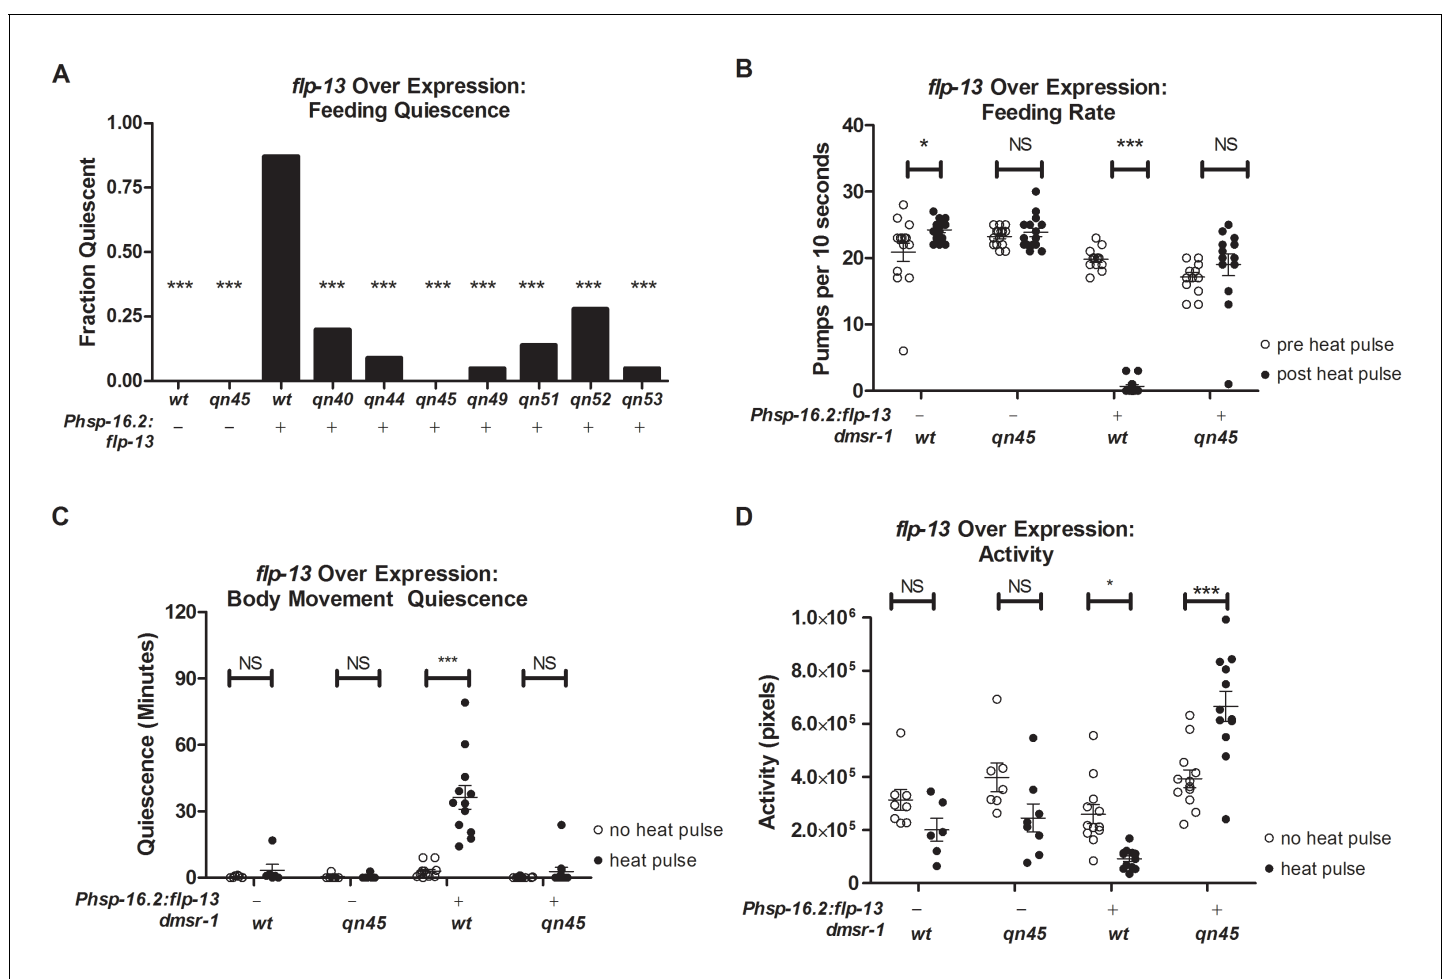 A
flp-13 Over Expression:
Feeding Quiescence
Fraction Quiescent
1.00
0.75
0.50
0.25
0.00
*** *** *** *** *** *** *** *** ***
wt qn45 wt qn40 qn44 qn45 qn49 qn51 qn52 qn53
Phsp-16.2: − − + + + + + + + +
flp-13
B
flp-13 Over Expression:
Feeding Rate
Pumps per 10 seconds
40
30
20
10
0
* NS *** NS
pre heat pulse
post heat pulse
Phsp-16.2:flp-13 − − + +
dmsr-1 wt qn45 wt qn45
C
flp-13 Over Expression:
Body Movement Quiescence
Quiescence (Minutes)
120
90
60
30
0
NS NS *** NS
no heat pulse
heat pulse
Phsp-16.2:flp-13 − − + +
dmsr-1 wt qn45 wt qn45
D
flp-13 Over Expression:
Activity
Activity (pixels)
NS NS * ***
1.0×10⁶
8.0×10⁵
6.0×10⁵
4.0×10⁵
2.0×10⁵
0
no heat pulse
heat pulse
Phsp-16.2:flp-13 − − + +
dmsr-1 wt qn45 wt qn45